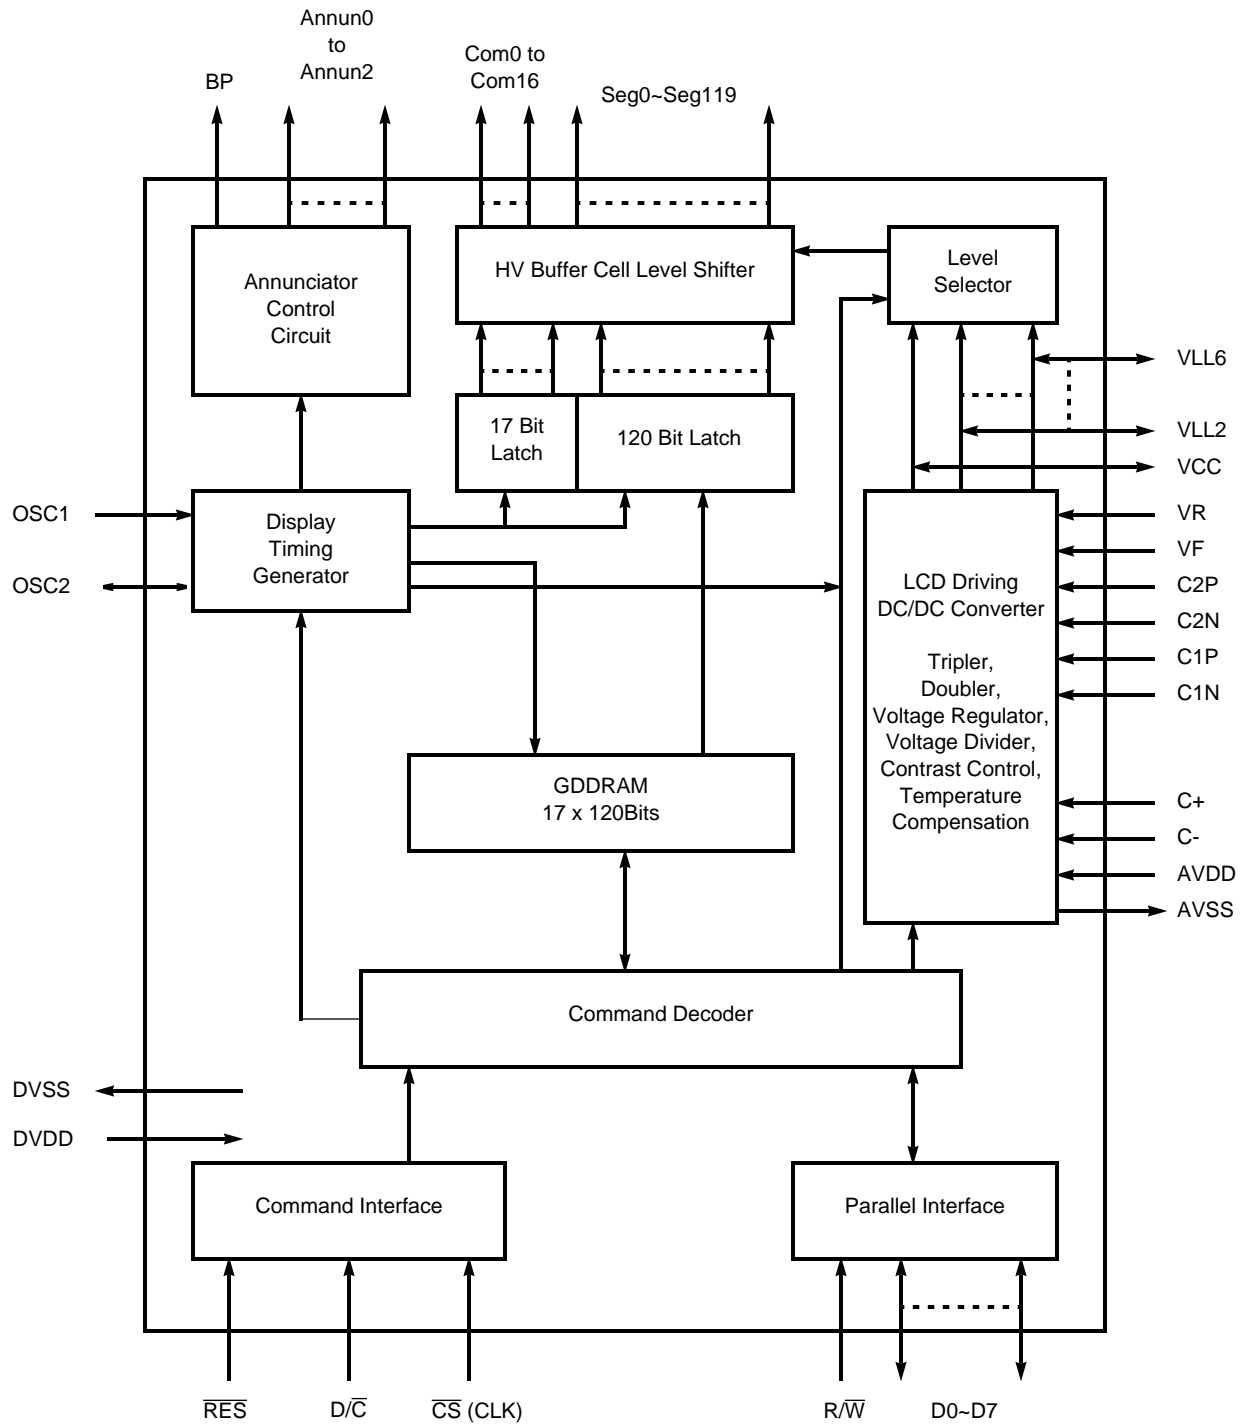 Annun0
to
Annun2
BP
Com0 to
Com16
Seg0~Seg119
Annunciator
Control
Circuit
HV Buffer Cell Level Shifter
Level
Selector
VLL6
17 Bit
Latch
120 Bit Latch
VLL2
VCC
OSC1
Display
Timing
Generator
OSC2
LCD Driving
DC/DC Converter
Tripler,
Doubler,
Voltage Regulator,
Voltage Divider,
Contrast Control,
Temperature
Compensation
VR
VF
C2P
C2N
C1P
C1N
GDDRAM
17 x 120Bits
C+
C-
AVDD
AVSS
Command Decoder
DVSS
DVDD
Command Interface
Parallel Interface
R̅E̅S̅
D/C̅
C̅S̅ (CLK)
R/W̅
D0~D7